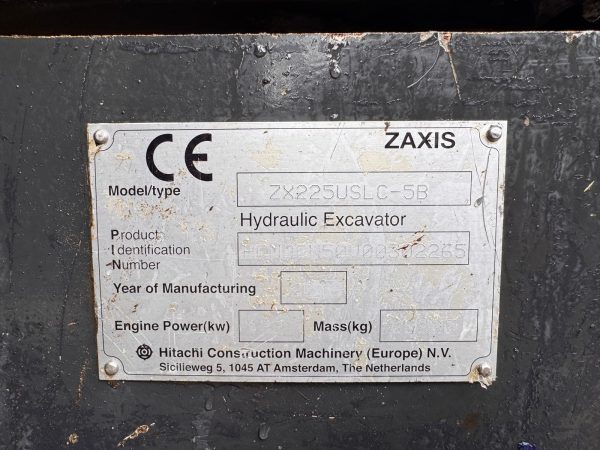 CE ZAXIS
Model/type ZX225USLC-5B
Hydraulic Excavator
Product
Identification
Number
Year of Manufacturing
Engine Power(kw) Mass(kg)
Hitachi Construction Machinery (Europe) N.V.
Sicilieweg 5, 1045 AT Amsterdam, The Netherlands